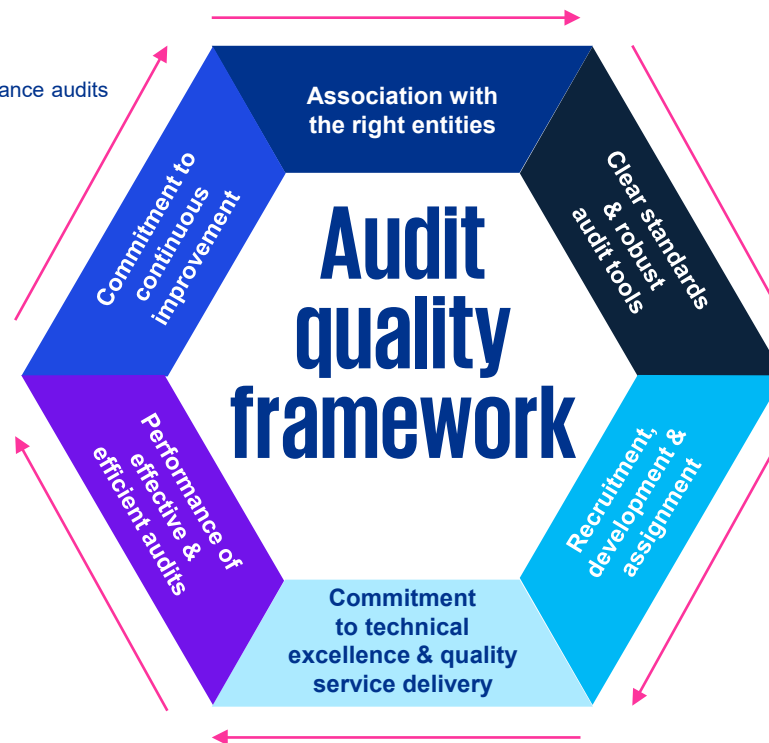 ance audits
Association with
the right entities
Clear standards
& robust
audit tools
Recruitment,
development &
assignment
Commitment
to technical
excellence & quality
service delivery
Performance of
effective &
efficient audits
Commitment to
continuous
improvement
Audit
quality
framework